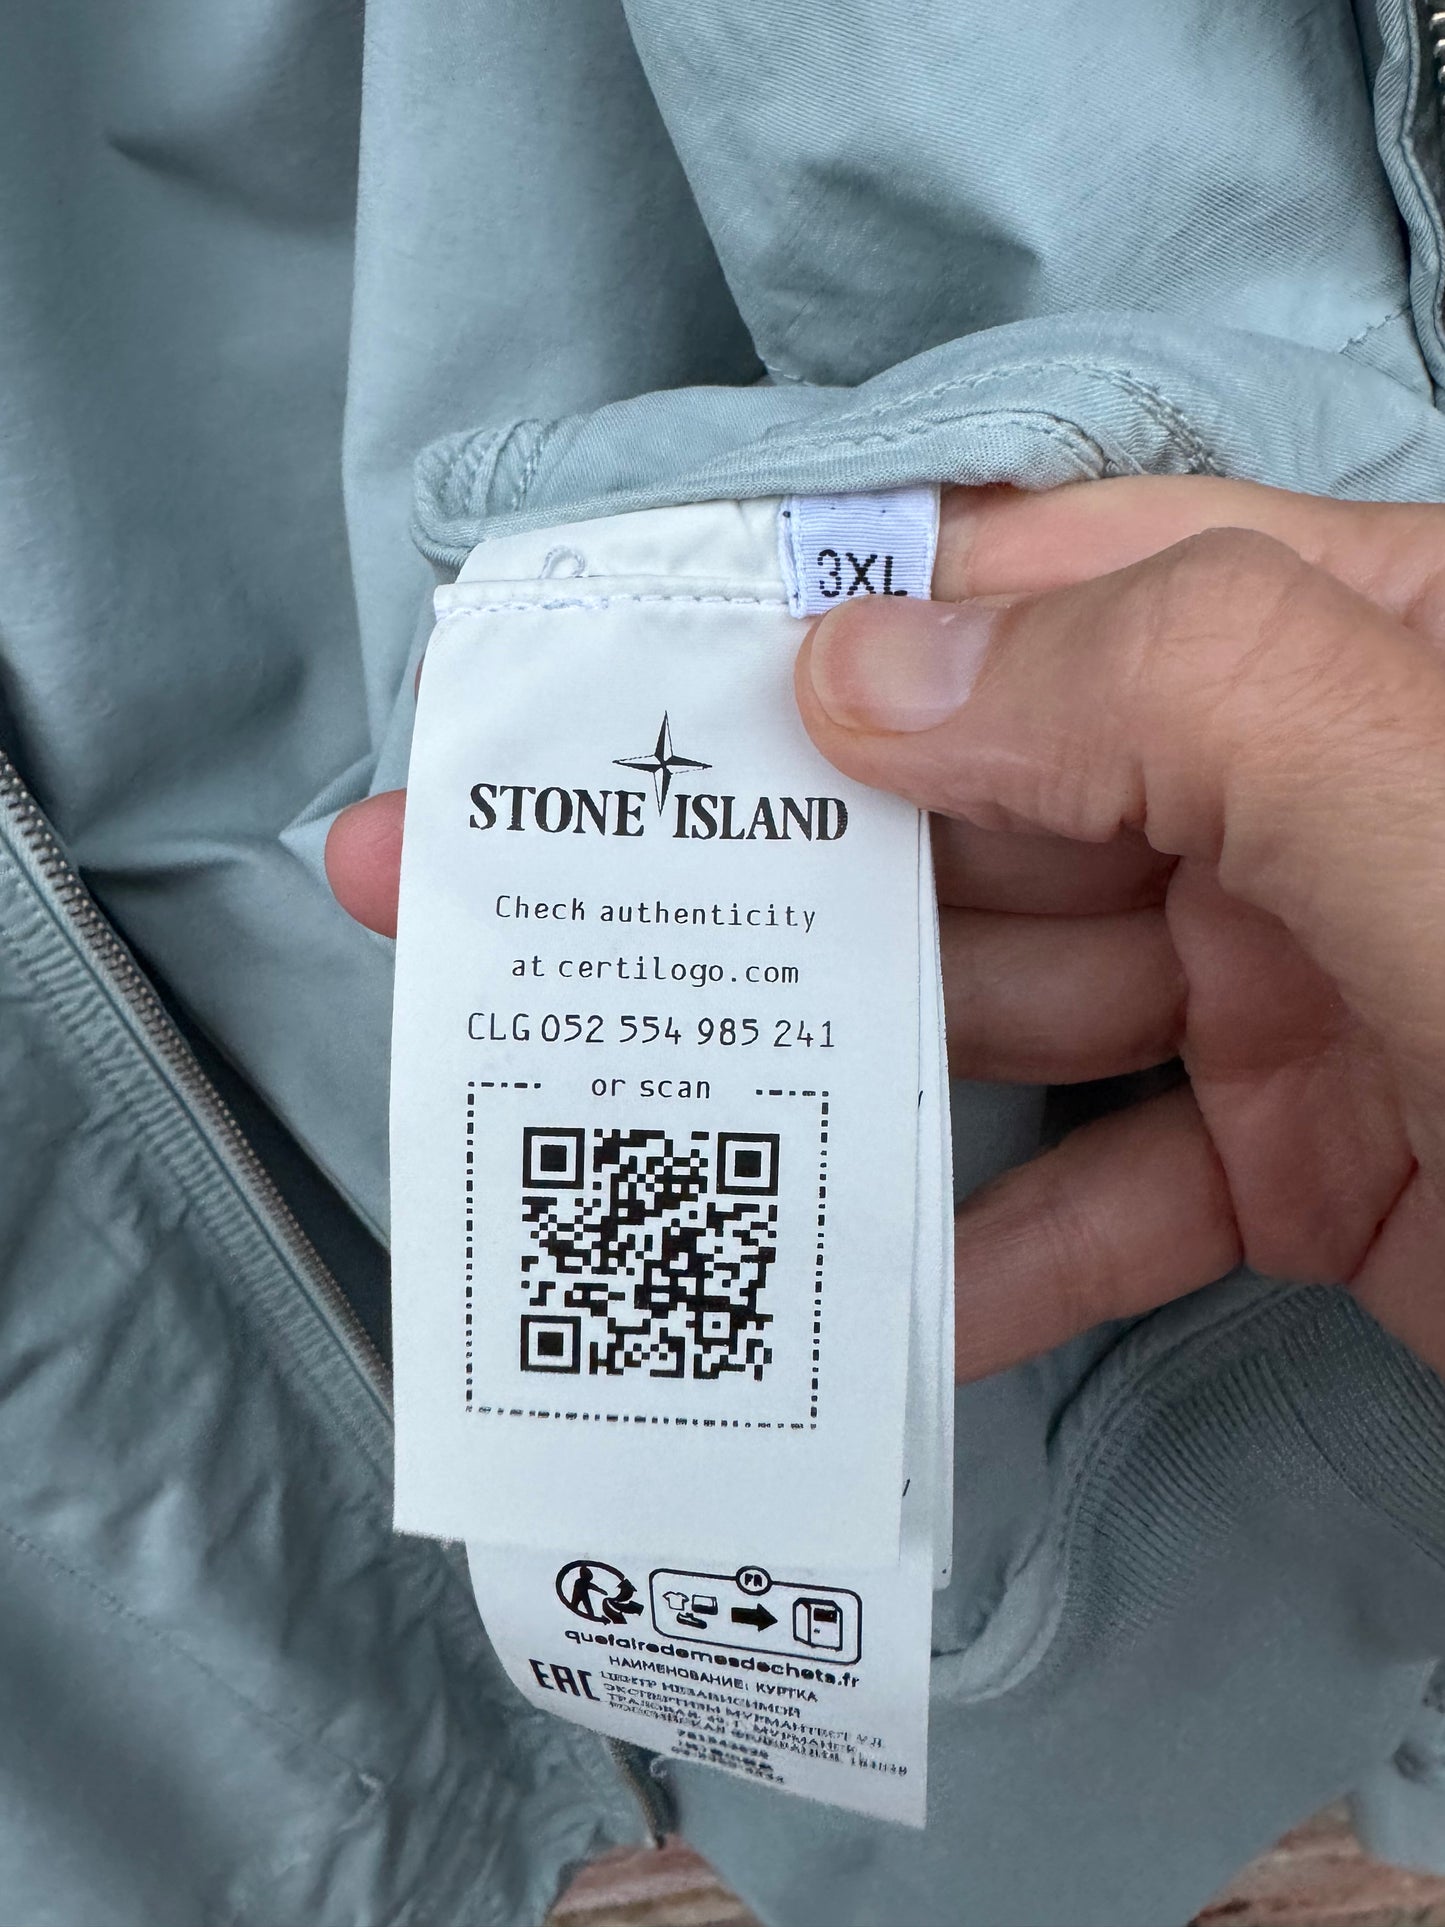 3XL
STONE ISLAND
Check authenticity
at certilogo.com
CLG 052 554 985 241
or scan
FR
quefairedemesdechets.fr
НАИМЕНОВАНИЕ: КУРТКА
EAC